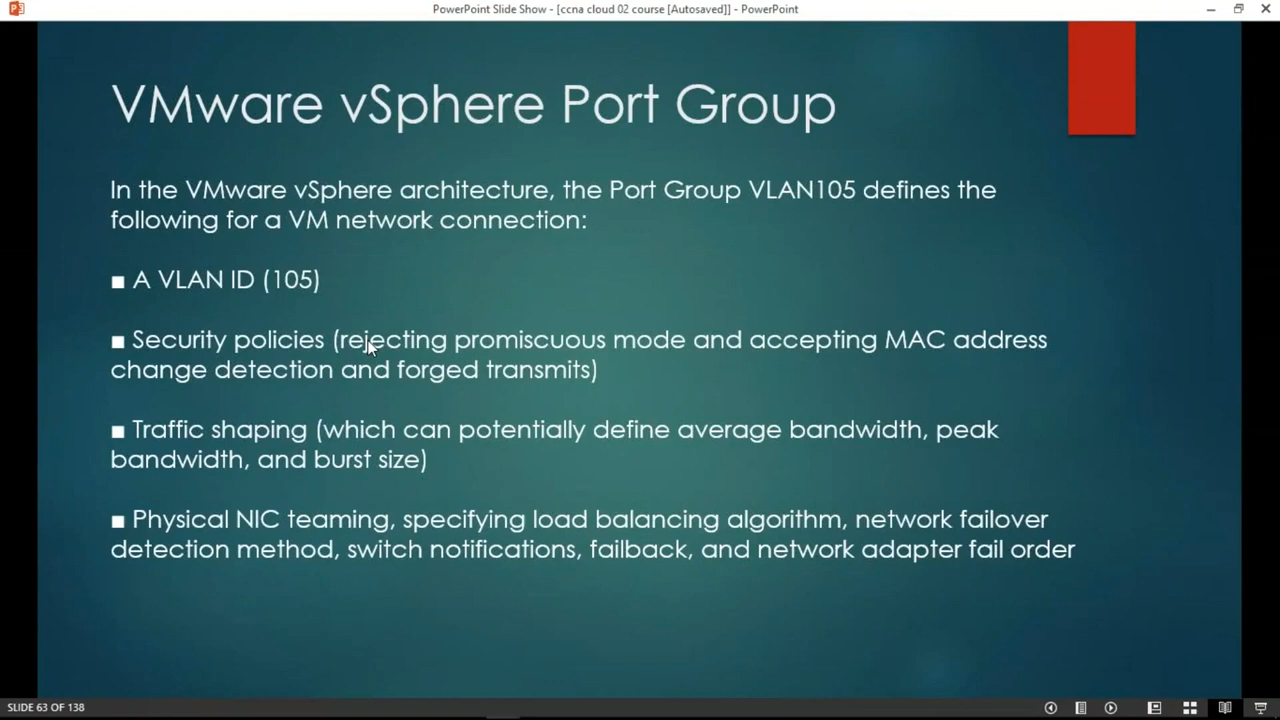 PowerPoint Slide Show - [ccna cloud 02 course [Autosaved]] - PowerPoint
VMware vSphere Port Group
In the VMware vSphere architecture, the Port Group VLAN105 defines the
following for a VM network connection:
■ A VLAN ID (105)
■ Security policies (rejecting promiscuous mode and accepting MAC address
change detection and forged transmits)
■ Traffic shaping (which can potentially define average bandwidth, peak
bandwidth, and burst size)
■ Physical NIC teaming, specifying load balancing algorithm, network failover
detection method, switch notifications, failback, and network adapter fail order
SLIDE 63 OF 138